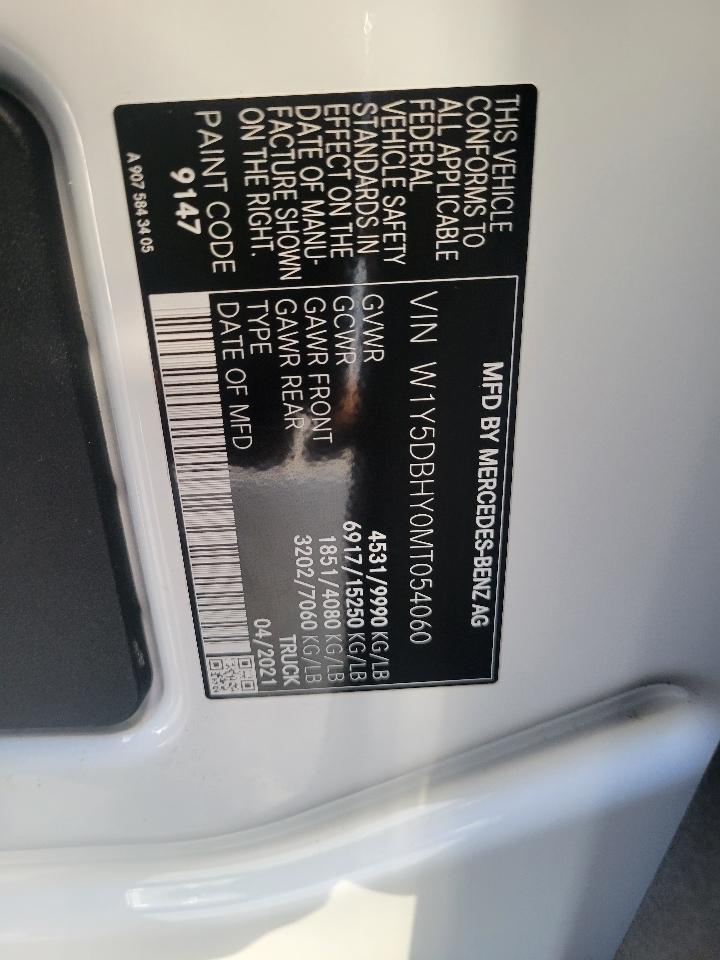 THIS VEHICLE
CONFORMS TO
ALL APPLICABLE
FEDERAL
VEHICLE SAFETY
STANDARDS IN
EFFECT ON THE
DATE OF MANU-
FACTURE SHOWN
ON THE RIGHT.
PAINT CODE
9147
A 907 584 34 05
MFD BY MERCEDES-BENZ AG
VIN W1Y5DBHY0MT054060
GVWR 4531/9990 KG/LB
GCWR 6917/15250 KG/LB
GAWR FRONT 1851/4080 KG/LB
GAWR REAR 3202/7060 KG/LB
TYPE TRUCK
DATE OF MFD 04/2021